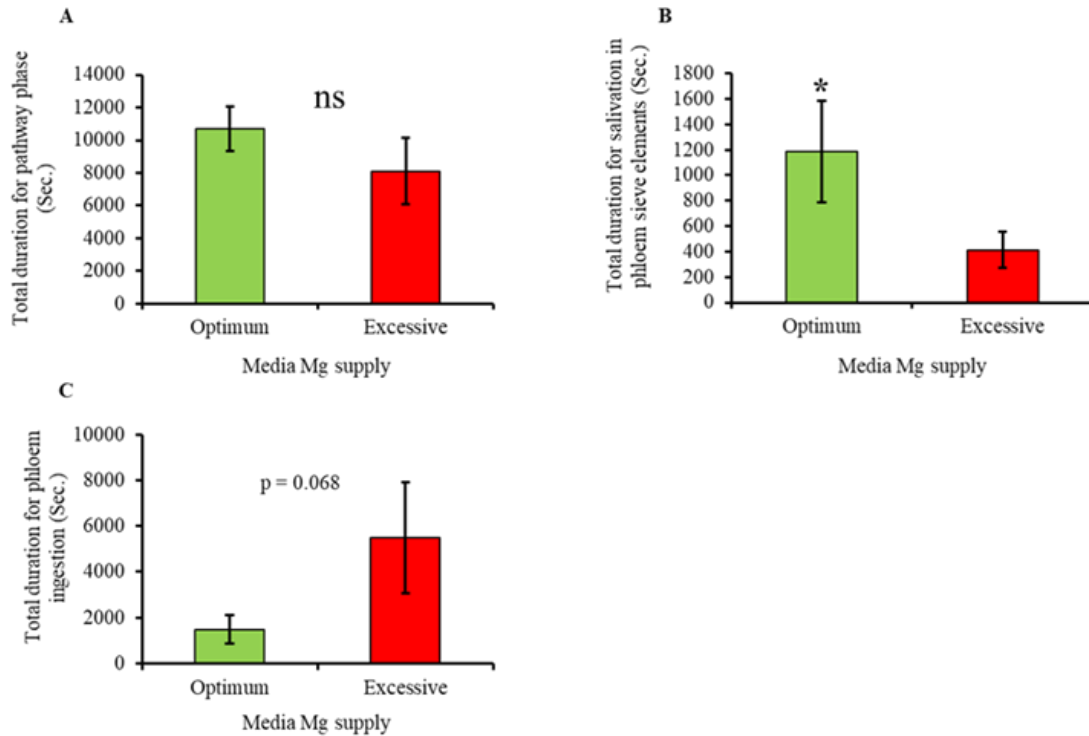 A
Total duration for pathway phase
(Sec.)
14000
12000
10000
8000
6000
4000
2000
0
ns
Optimum
Excessive
Media Mg supply
B
Total duration for salivation in
phloem sieve elements (Sec.)
1800
1600
1400
1200
1000
800
600
400
200
0
*
Optimum
Excessive
Media Mg supply
C
Total duration for phloem
ingestion (Sec.)
10000
8000
6000
4000
2000
0
p = 0.068
Optimum
Excessive
Media Mg supply